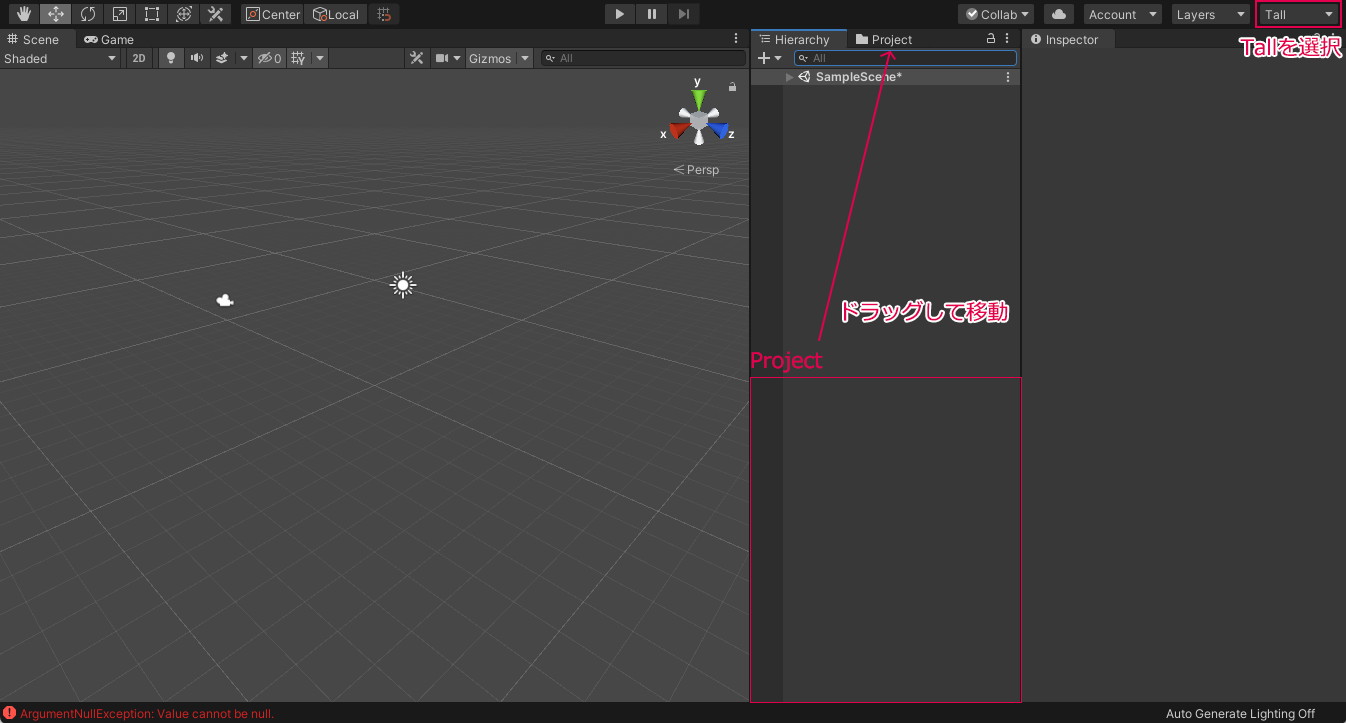 Center
Local
Collab
Account
Layers
Tall
Scene
Game
Hierarchy
Project
Inspector
Tallを選択
Shaded
2D
0
Gizmos
All
All
SampleScene*
y
x
z
Persp
ドラッグして移動
Project
ArgumentNullException: Value cannot be null.
Auto Generate Lighting Off